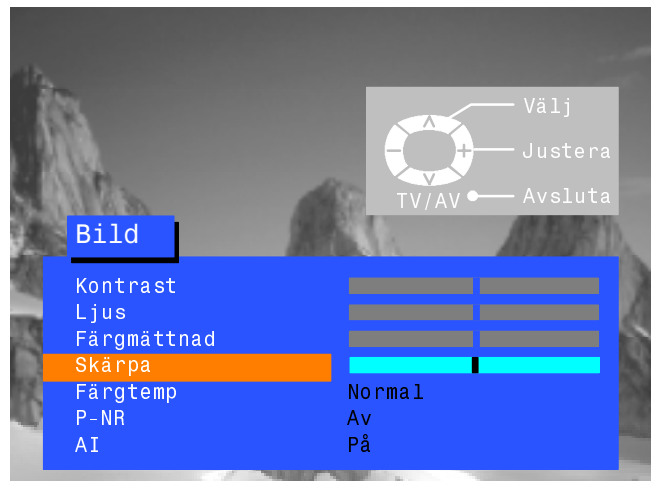 Välj
Justera
TV/AV Avsluta
Bild
Kontrast
Ljus
Färgmättnad
Skärpa
Färgtemp Normal
P-NR Av
AI På